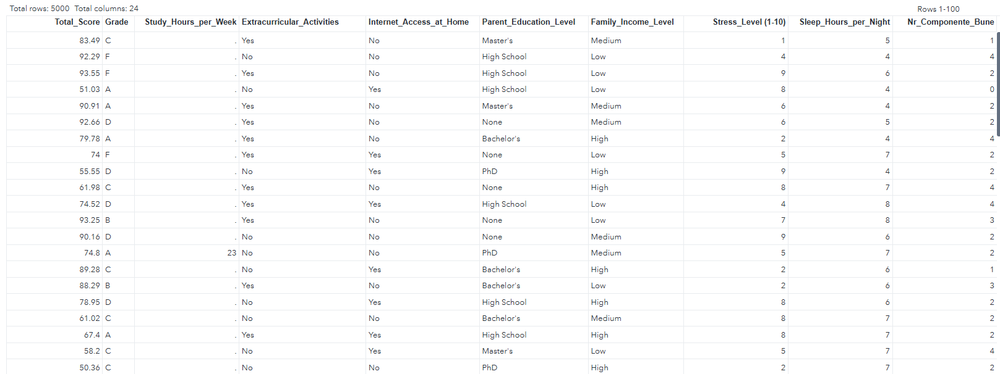 Total rows: 5000 Total columns: 24 Rows 1-100
Total_Score Grade Study_Hours_per_Week Extracurricular_Activities Internet_Access_at_Home Parent_Education_Level Family_Income_Level Stress_Level (1-10) Sleep_Hours_per_Night Nr_Componente_Bune
83.49 C . Yes No Master's Medium 1 5 1
92.29 F . No No High School Low 4 4 4
93.55 F . Yes No High School Low 9 6 2
51.03 A . No Yes High School Low 8 4 0
90.91 A . Yes No Master's Medium 6 4 2
92.66 D . Yes No None Medium 6 5 2
79.78 A . Yes No Bachelor's High 2 4 4
74 F . Yes Yes None Low 5 7 2
55.55 D . No Yes PhD High 9 4 2
61.98 C . Yes No None High 8 7 4
74.52 D . Yes Yes High School Low 4 8 4
93.25 B . Yes No None Low 7 8 3
90.16 D . No No None Medium 9 6 2
74.8 A 23 No No PhD Medium 5 7 2
89.28 C . No Yes Bachelor's High 2 6 1
88.29 B . Yes No Bachelor's Low 2 6 3
78.95 D . No Yes High School High 8 6 2
61.02 C . No No Bachelor's Medium 8 7 2
67.4 A . Yes Yes High School High 8 7 2
58.2 C . No Yes Master's Low 5 7 4
50.36 C . No No PhD High 2 7 2